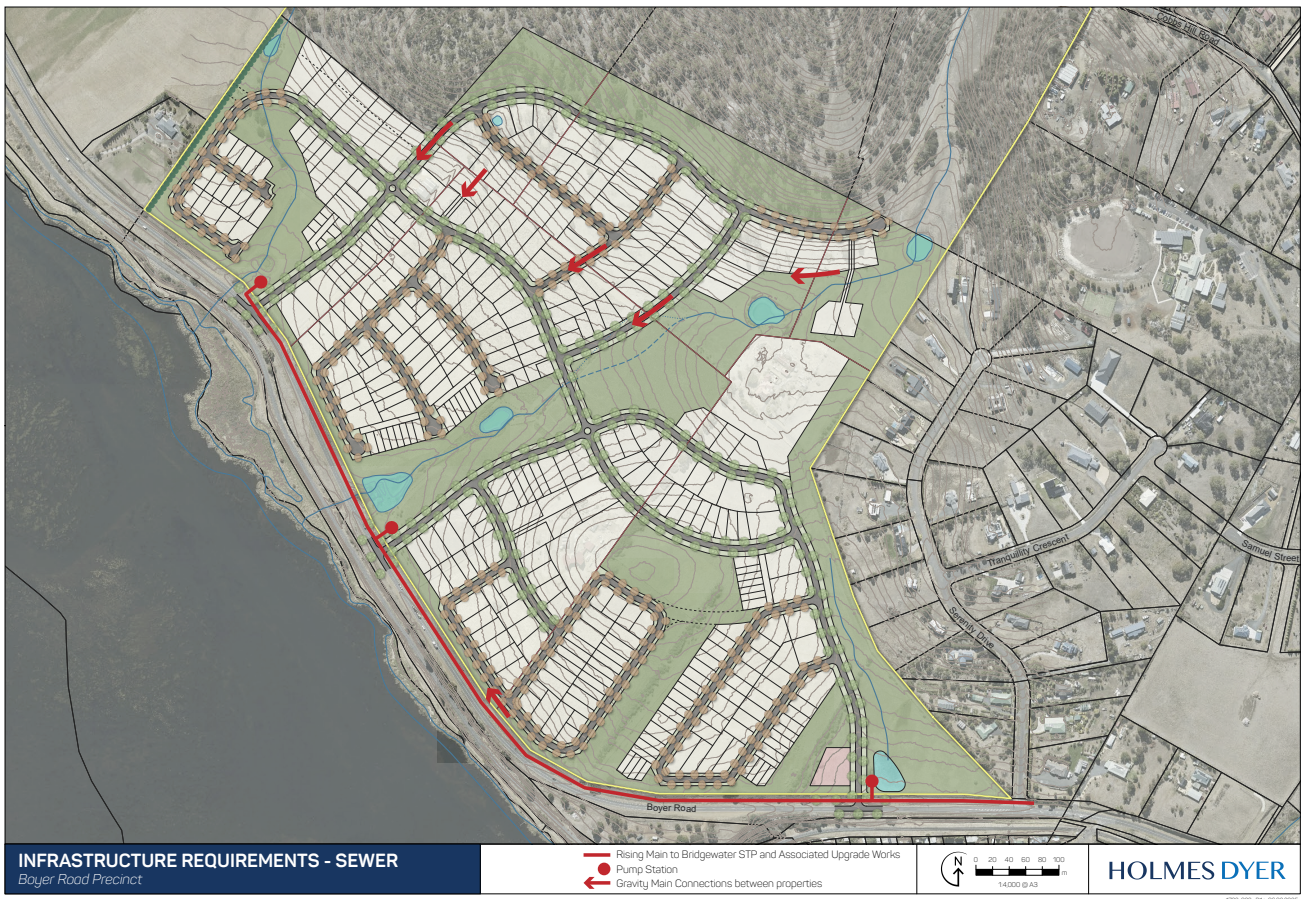 Cobbs Hill Road
Tranquility Crescent
Samuel Street
Serenity Drive
Boyer Road
INFRASTRUCTURE REQUIREMENTS - SEWER
Boyer Road Precinct
Rising Main to Bridgewater STP and Associated Upgrade Works
Pump Station
Gravity Main Connections between properties
N
0 20 40 60 80 100
m
1:4,000 @ A3
HOLMES DYER